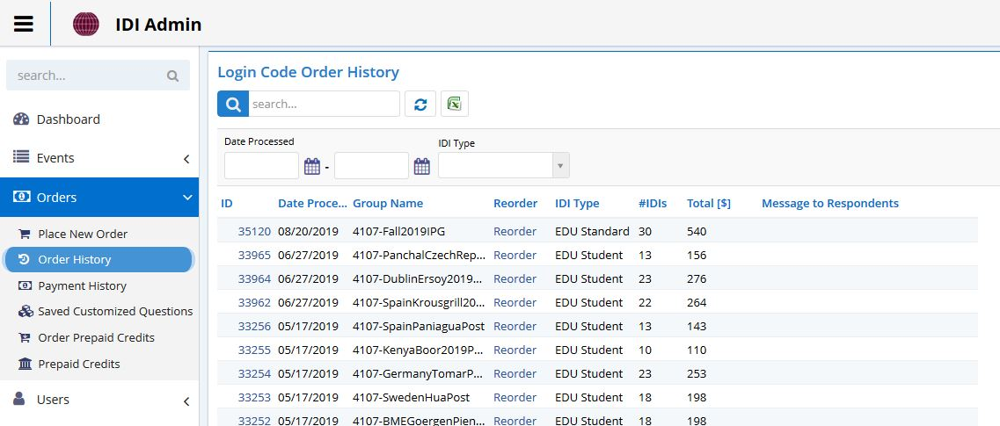 IDI Admin
search...
Dashboard
Events
Orders
Place New Order
Order History
Payment History
Saved Customized Questions
Order Prepaid Credits
Prepaid Credits
Users
Login Code Order History
search...
Date Processed IDI Type
-
ID Date Proce... Group Name Reorder IDI Type #IDIs Total [$] Message to Respondents
35120 08/20/2019 4107-Fall2019IPG Reorder EDU Standard 30 540
33965 06/27/2019 4107-PanchalCzechRep... Reorder EDU Student 13 156
33964 06/27/2019 4107-DublinErsoy2019... Reorder EDU Student 23 276
33962 06/27/2019 4107-SpainKrousgrill20... Reorder EDU Student 22 264
33256 05/17/2019 4107-SpainPaniaguaPost Reorder EDU Student 13 143
33255 05/17/2019 4107-KenyaBoor2019P... Reorder EDU Student 10 110
33254 05/17/2019 4107-GermanyTomarP... Reorder EDU Student 23 253
33253 05/17/2019 4107-SwedenHuaPost Reorder EDU Student 18 198
33252 05/17/2019 4107-BMEGoergenPien... Reorder EDU Student 18 198